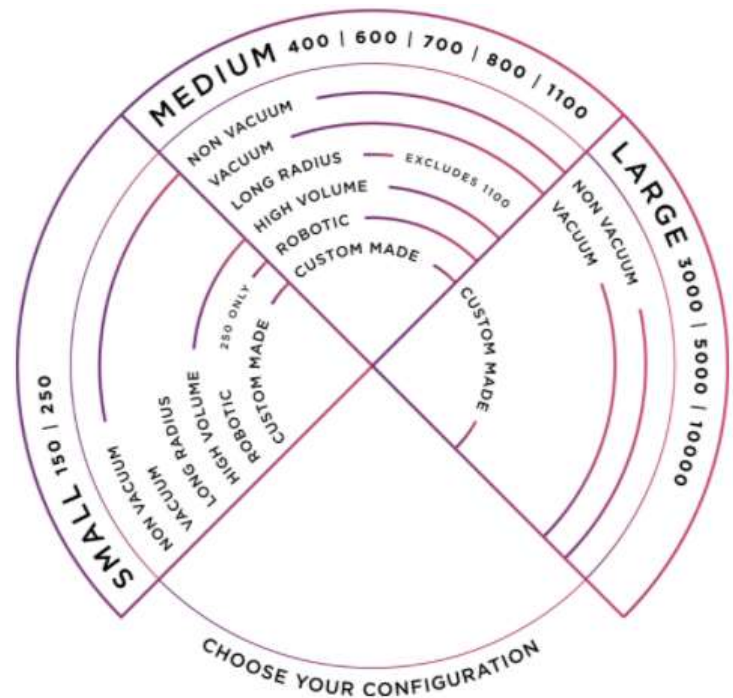 MEDIUM 400 | 600 | 700 | 800 | 1100
NON VACUUM
VACUUM
LONG RADIUS EXCLUDES 1100
HIGH VOLUME
ROBOTIC
CUSTOM MADE
LARGE 3000 | 5000 | 10000
NON VACUUM
VACUUM
CUSTOM MADE
SMALL 150 | 250
NON VACUUM
VACUUM
LONG RADIUS
HIGH VOLUME
ROBOTIC 250 ONLY
CUSTOM MADE
CHOOSE YOUR CONFIGURATION